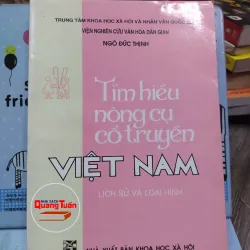 TRUNG TÂM KHOA HỌC XÃ HỘI VÀ NHÂN VĂN QUỐC GIA
VIỆN NGHIÊN CỨU VĂN HÓA DÂN GIAN
NGÔ ĐỨC THỊNH
Tìm hiểu
nông cụ
cổ truyền
VIỆT NAM
LỊCH SỬ VÀ LOẠI HÌNH
NHÀ SÁCH
Quang Tuấn
NHÀ XUẤT BẢN KHOA HỌC XÃ HỘI